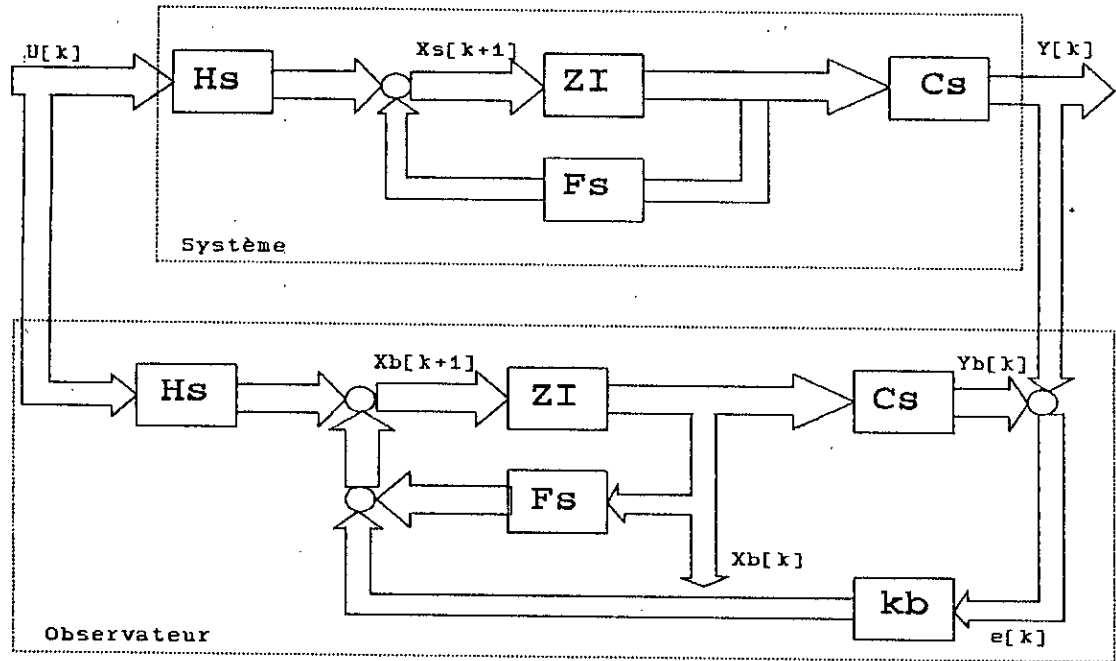 U[k]
Xs[k+1]
Y[k]
Hs
ZI
Cs
Fs
Système
Xb[k+1]
Yb[k]
Hs
ZI
Cs
Fs
Xb[k]
kb
Observateur
e[k]